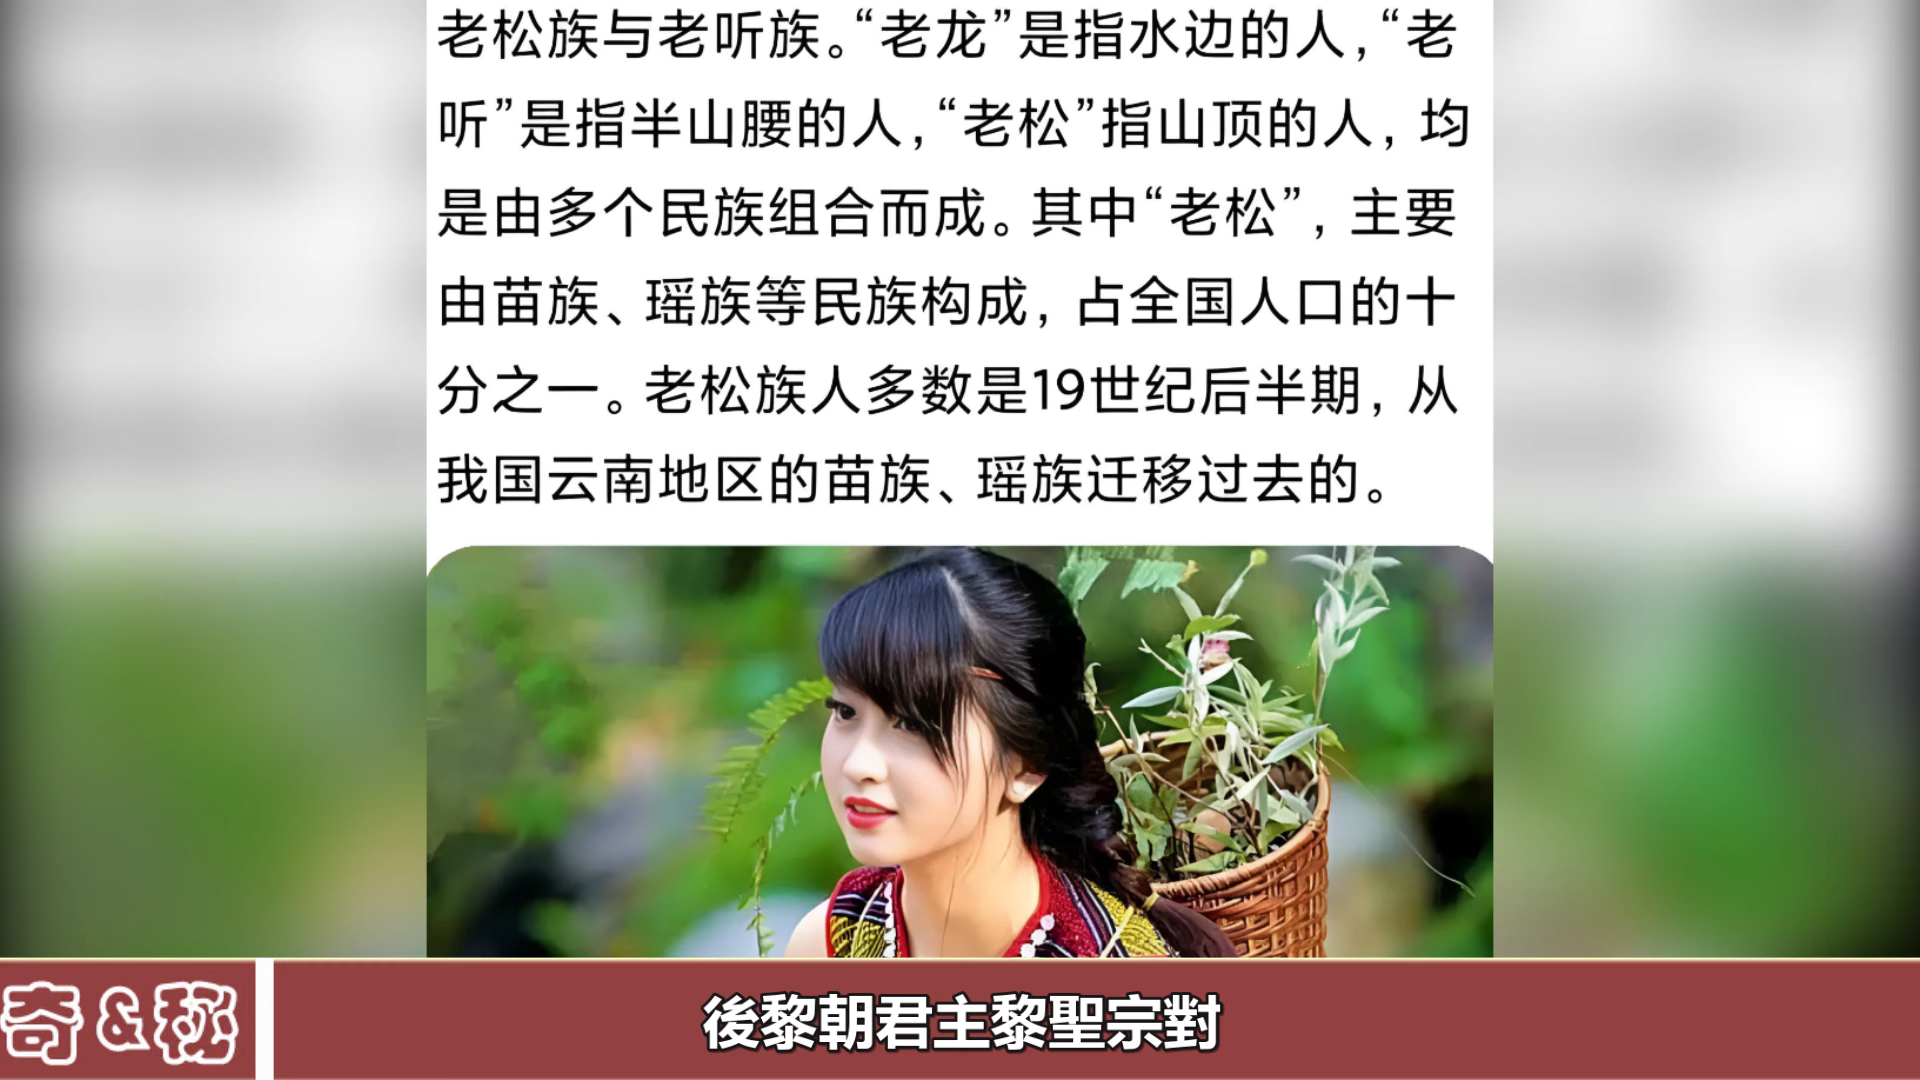 老松族与老听族。“老龙”是指水边的人，“老
听”是指半山腰的人，“老松”指山顶的人，均
是由多个民族组合而成。其中“老松”，主要
由苗族、瑶族等民族构成，占全国人口的十
分之一。老松族人多数是19世纪后半期，从
我国云南地区的苗族、瑶族迁移过去的。
奇&秘
後黎朝君主黎聖宗對